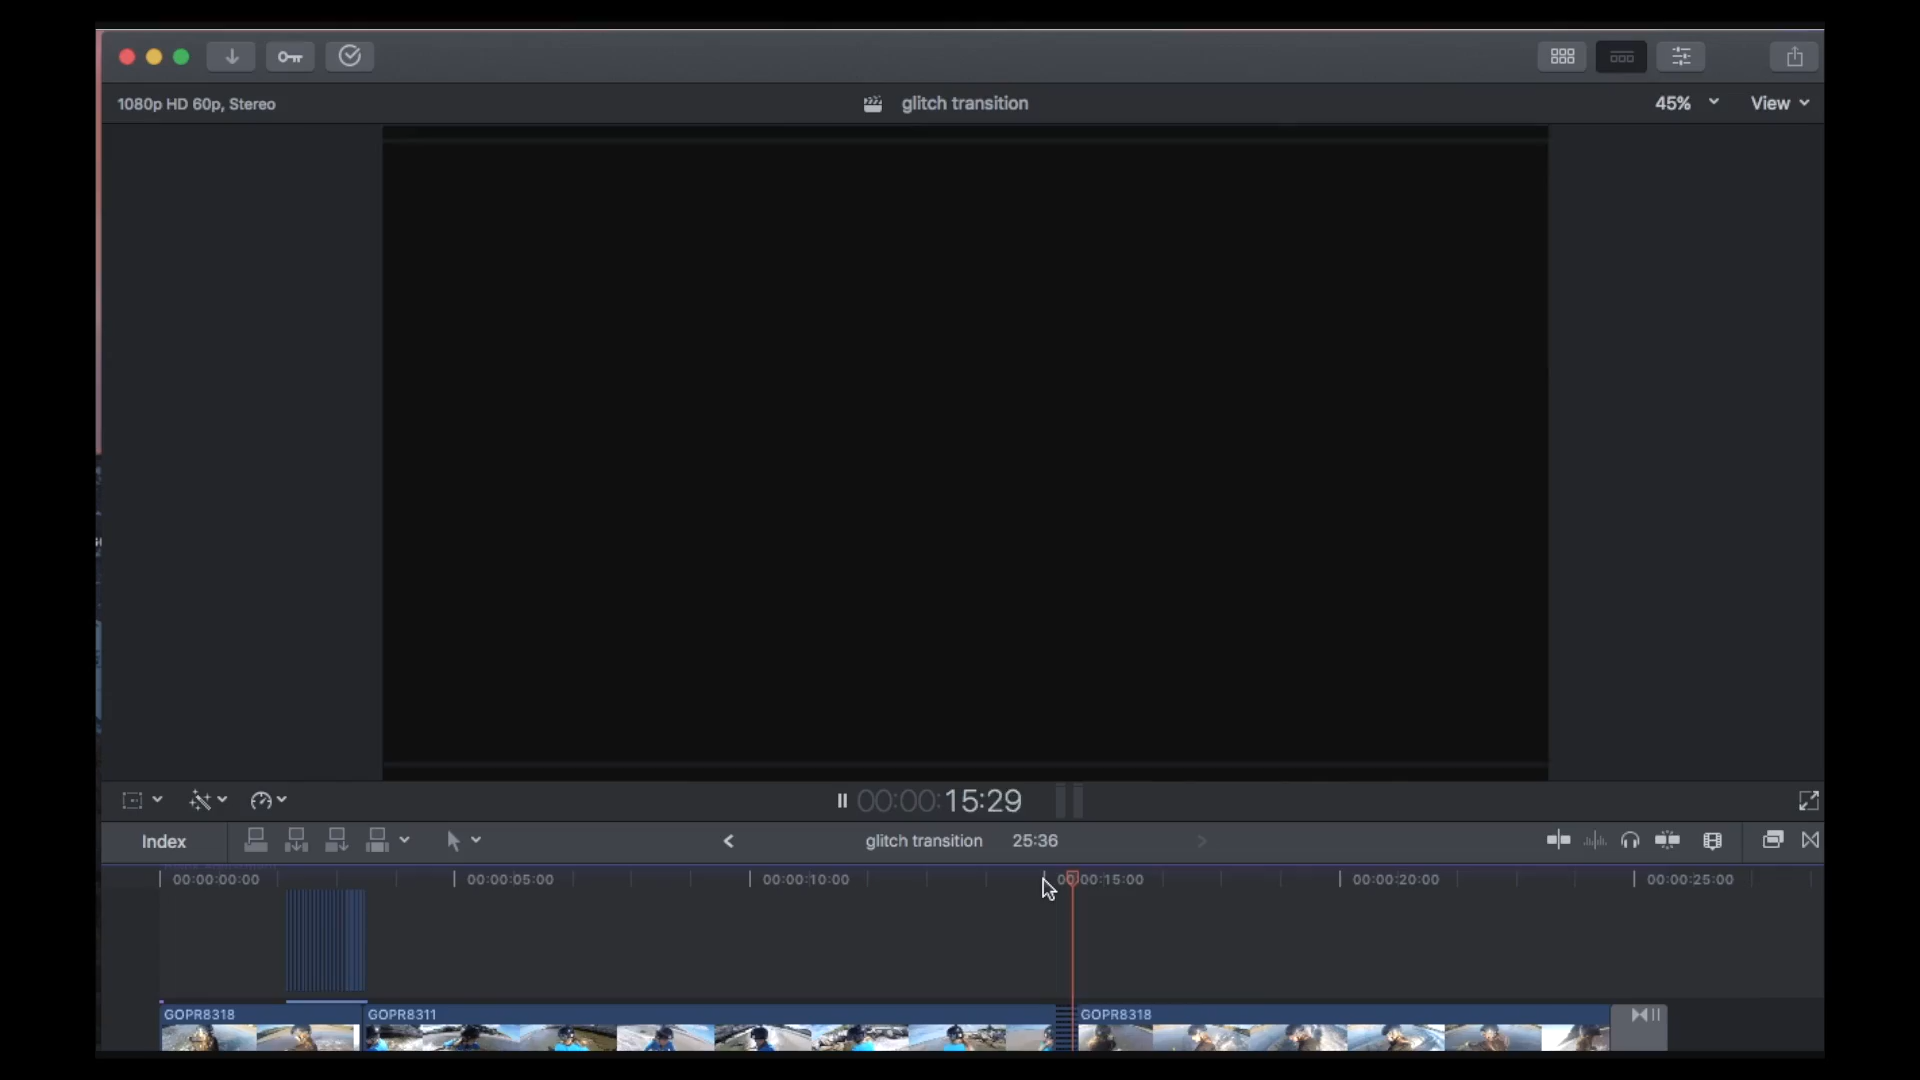 1080p HD 60p, Stereo
glitch transition
45%
View
00:00:15:29
Index
glitch transition 25:36
00:00:00:00
00:00:05:00
00:00:10:00
00:00:15:00
00:00:20:00
00:00:25:00
GOPR8318
GOPR8311
GOPR8318